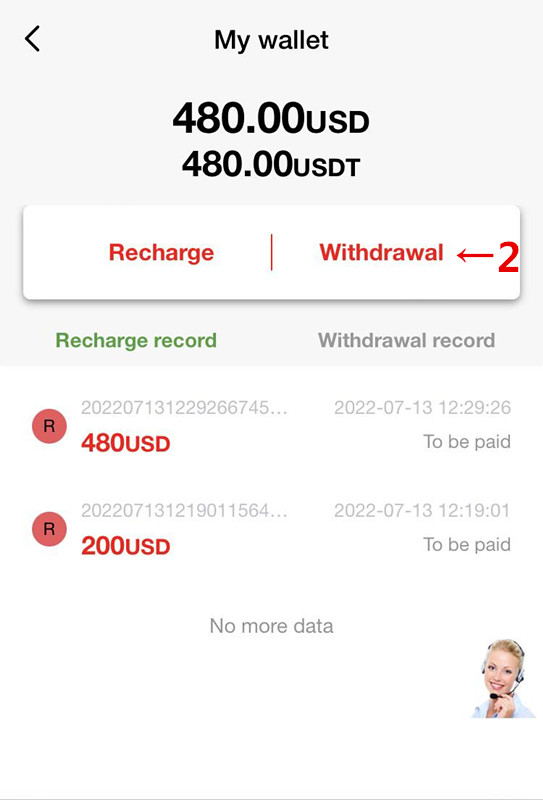 My wallet
480.00USD
480.00USDT
Recharge Withdrawal ←2
Recharge record Withdrawal record
202207131229266745... 2022-07-13 12:29:26
R 480USD To be paid
202207131219011564... 2022-07-13 12:19:01
R 200USD To be paid
No more data